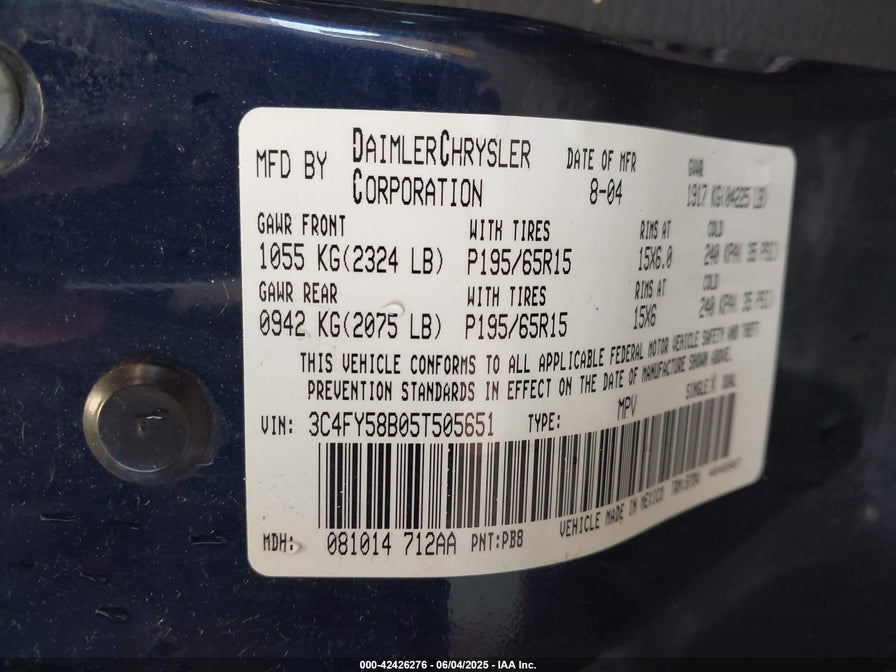 MFD BY DAIMLERCHRYSLER CORPORATION
DATE OF MFR 8-04
GVWR 1917 KG(04225 LB)
GAWR FRONT WITH TIRES RIMS AT COLD
1055 KG(2324 LB) P195/65R15 15X6.0 240 KPA( 35 PSI)
GAWR REAR WITH TIRES RIMS AT COLD
0942 KG(2075 LB) P195/65R15 15X6 240 KPA( 35 PSI)
THIS VEHICLE CONFORMS TO ALL APPLICABLE FEDERAL MOTOR VEHICLE SAFETY AND THEFT
PREVENTION STANDARDS IN EFFECT ON THE DATE OF MANUFACTURE SHOWN ABOVE.
VIN: 3C4FY58B05T505651 TYPE: MPV SINGLE X DUAL
VEHICLE MADE IN MEXICO
MDH: 081014 712AA PNT:PB8
000-42426276 - 06/04/2025 - IAA Inc.